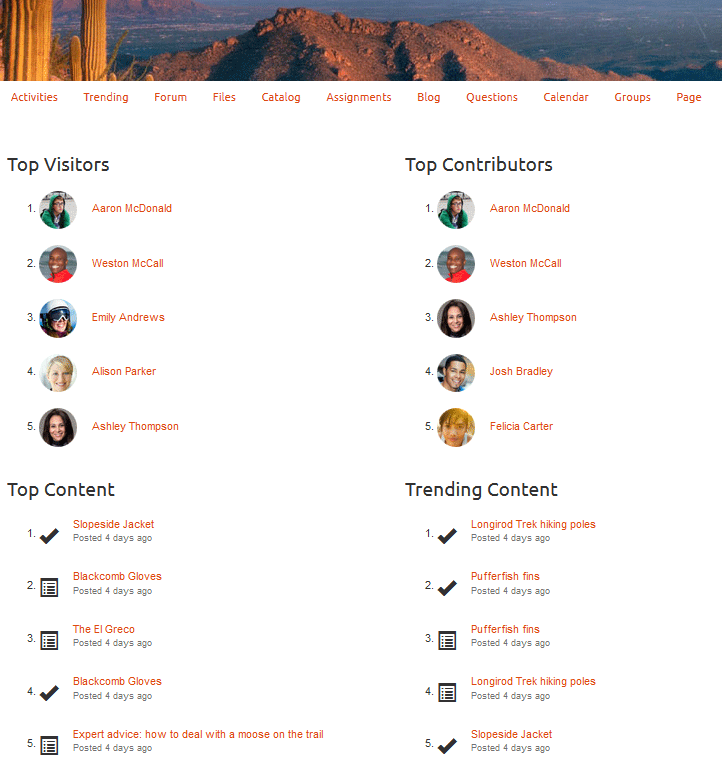 Activities Trending Forum Files Catalog Assignments Blog Questions Calendar Groups Page
Top Visitors
1. Aaron McDonald
2. Weston McCall
3. Emily Andrews
4. Alison Parker
5. Ashley Thompson
Top Contributors
1. Aaron McDonald
2. Weston McCall
3. Ashley Thompson
4. Josh Bradley
5. Felicia Carter
Top Content
1. Slopeside Jacket
Posted 4 days ago
2. Blackcomb Gloves
Posted 4 days ago
3. The El Greco
Posted 4 days ago
4. Blackcomb Gloves
Posted 4 days ago
5. Expert advice: how to deal with a moose on the trail
Posted 4 days ago
Trending Content
1. Longirod Trek hiking poles
Posted 4 days ago
2. Pufferfish fins
Posted 4 days ago
3. Pufferfish fins
Posted 4 days ago
4. Longirod Trek hiking poles
Posted 4 days ago
5. Slopeside Jacket
Posted 4 days ago